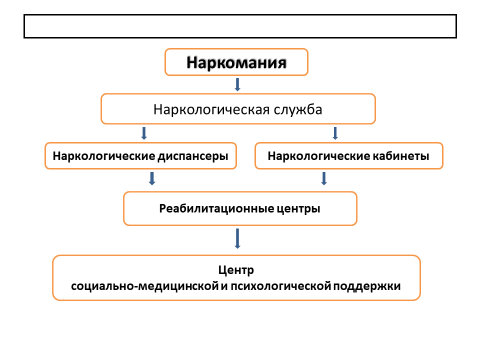 Наркомания
Наркологическая служба
Наркологические диспансеры
Наркологические кабинеты
Реабилитационные центры
Центр
социально-медицинской и психологической поддержки